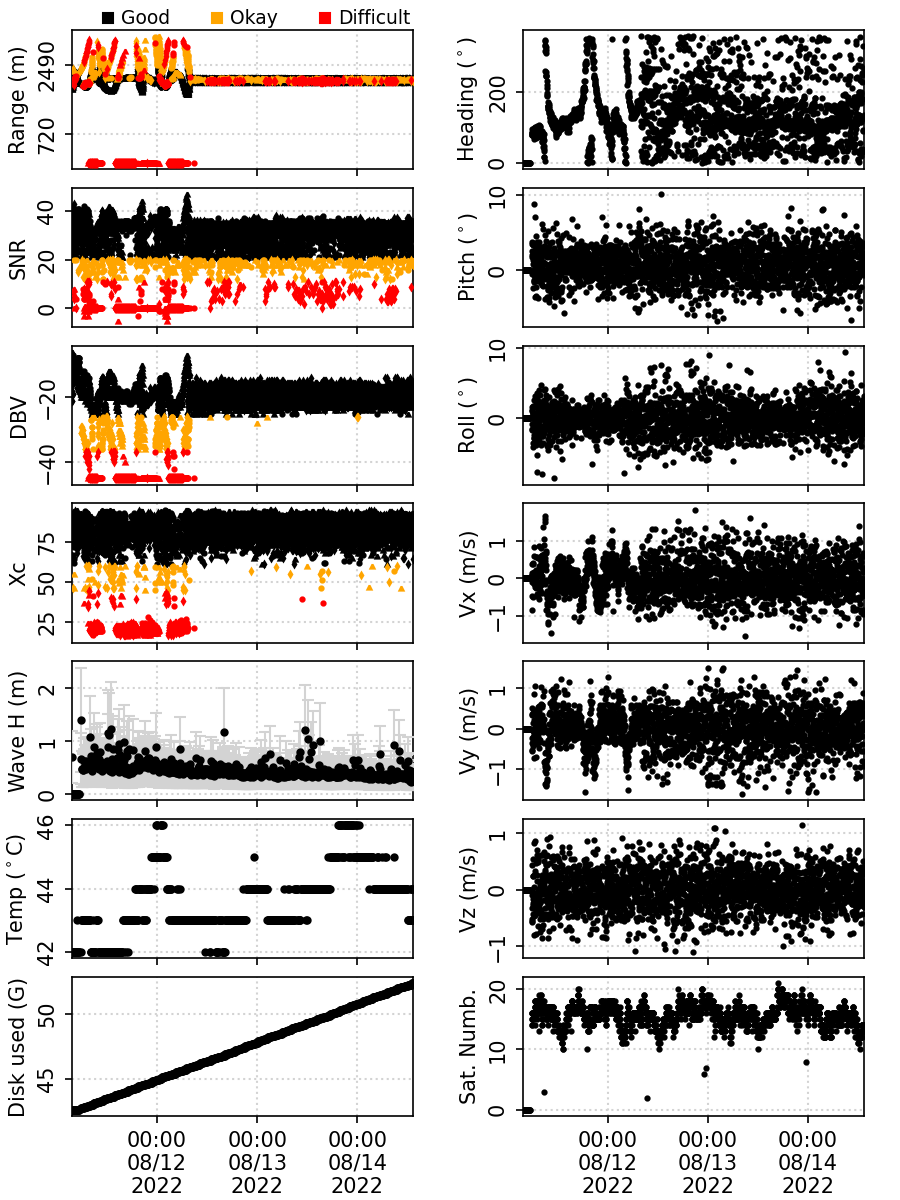 Good Okay Difficult
Range (m)
2490
720
SNR
40
20
0
DBV
−20
−40
Xc
75
50
25
Wave H (m)
2
1
0
Temp (°C)
46
44
42
Disk used (G)
50
45
00:00 00:00 00:00
08/12 08/13 08/14
2022 2022 2022
Heading (°)
200
0
Pitch (°)
10
0
Roll (°)
10
0
Vx (m/s)
1
0
−1
Vy (m/s)
1
0
−1
Vz (m/s)
1
0
−1
Sat. Numb.
20
10
0
00:00 00:00 00:00
08/12 08/13 08/14
2022 2022 2022